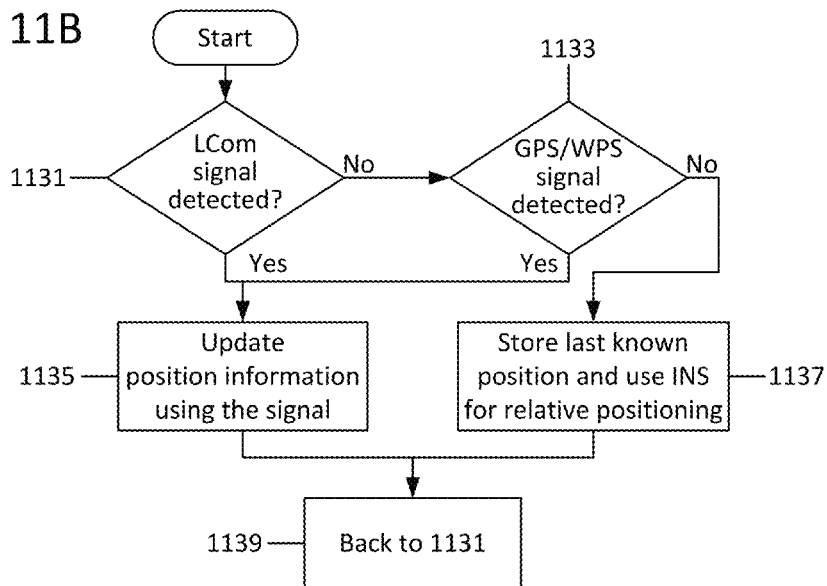 11B
Start
1133
LCom
signal
detected?
GPS/WPS
signal
detected?
No
No
1131
Yes
Yes
Update
position information
using the signal
Store last known
position and use INS
for relative positioning
1135
1137
1139
Back to 1131